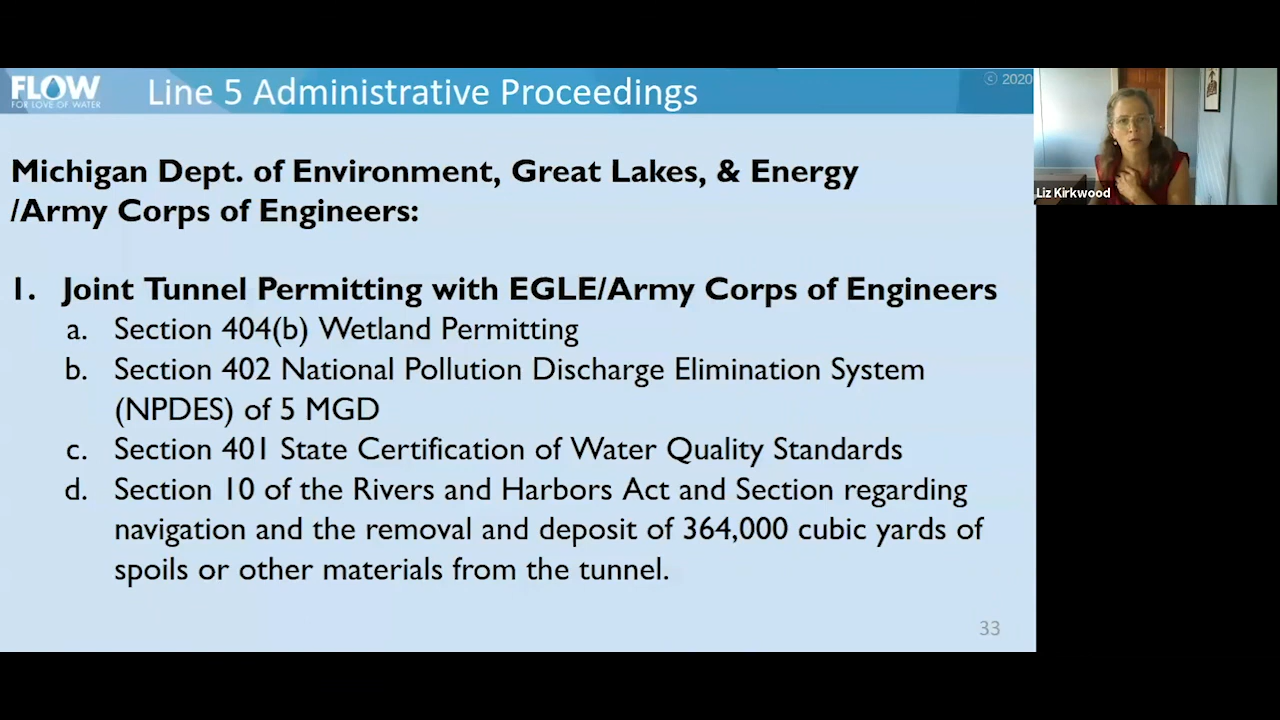 FLOW
FOR LOVE OF WATER
Line 5 Administrative Proceedings
© 2020
Liz Kirkwood
Michigan Dept. of Environment, Great Lakes, & Energy
/Army Corps of Engineers:
1. Joint Tunnel Permitting with EGLE/Army Corps of Engineers
a. Section 404(b) Wetland Permitting
b. Section 402 National Pollution Discharge Elimination System
(NPDES) of 5 MGD
c. Section 401 State Certification of Water Quality Standards
d. Section 10 of the Rivers and Harbors Act and Section regarding
navigation and the removal and deposit of 364,000 cubic yards of
spoils or other materials from the tunnel.
33